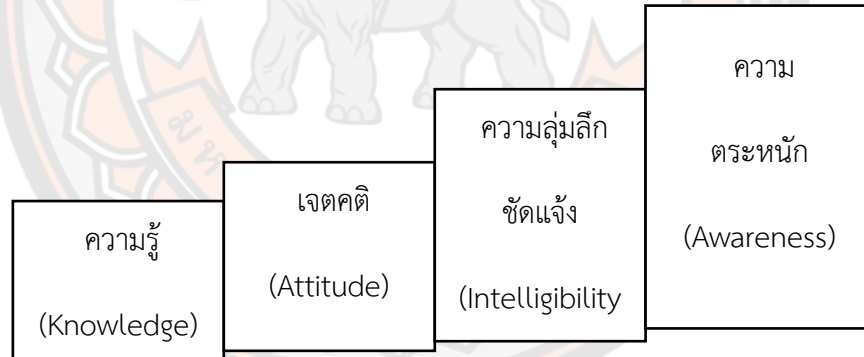 ความรู้
(Knowledge)
เจตคติ
(Attitude)
ความลุ่มลึก
ชัดแจ้ง
(Intelligibility
ความ
ตระหนัก
(Awareness)